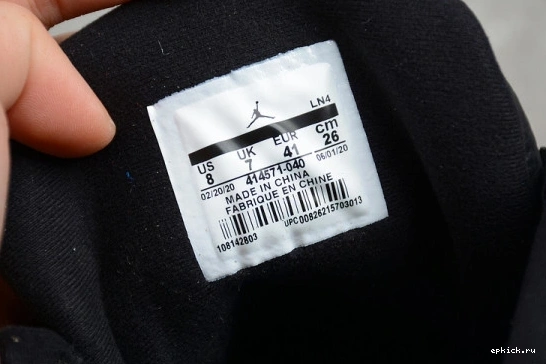 LN4
US UK EUR cm
8 7 41 26
02/20/20 414571-040 06/01/20
MADE IN CHINA
FABRIQUE EN CHINE
108142803 UPC00826215703013
epkick.ru